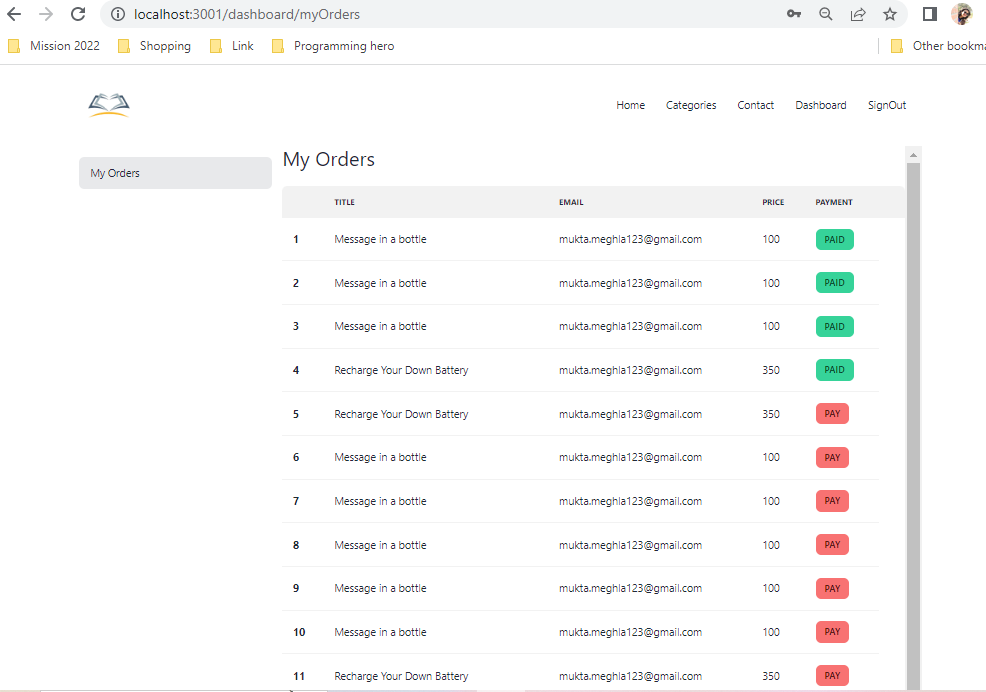 localhost:3001/dashboard/myOrders
Mission 2022 Shopping Link Programming hero Other bookma
Home Categories Contact Dashboard SignOut
My Orders
My Orders
TITLE EMAIL PRICE PAYMENT
1 Message in a bottle mukta.meghla123@gmail.com 100 PAID
2 Message in a bottle mukta.meghla123@gmail.com 100 PAID
3 Message in a bottle mukta.meghla123@gmail.com 100 PAID
4 Recharge Your Down Battery mukta.meghla123@gmail.com 350 PAID
5 Recharge Your Down Battery mukta.meghla123@gmail.com 350 PAY
6 Message in a bottle mukta.meghla123@gmail.com 100 PAY
7 Message in a bottle mukta.meghla123@gmail.com 100 PAY
8 Message in a bottle mukta.meghla123@gmail.com 100 PAY
9 Message in a bottle mukta.meghla123@gmail.com 100 PAY
10 Message in a bottle mukta.meghla123@gmail.com 100 PAY
11 Recharge Your Down Battery mukta.meghla123@gmail.com 350 PAY